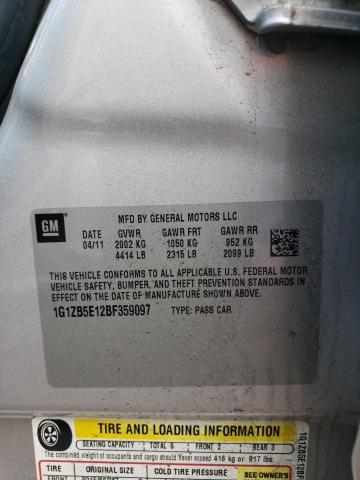 GM
MFD BY GENERAL MOTORS LLC
DATE GVWR GAWR FRT GAWR RR
04/11 2002 KG 1050 KG 952 KG
4414 LB 2315 LB 2099 LB
THIS VEHICLE CONFORMS TO ALL APPLICABLE U.S. FEDERAL MOTOR
VEHICLE SAFETY, BUMPER, AND THEFT PREVENTION STANDARDS
IN EFFECT ON THE DATE OF MANUFACTURE SHOWN ABOVE.
1G1ZB5E12BF359097 TYPE: PASS CAR
TIRE AND LOADING INFORMATION
SEATING CAPACITY TOTAL 5 FRONT 2 REAR 3
The combined weight of occupants and cargo should never exceed 416 kg or 917 lbs.
TIRE ORIGINAL SIZE COLD TIRE PRESSURE SEE OWNER'S
FRONT
1G1ZB5E12BF